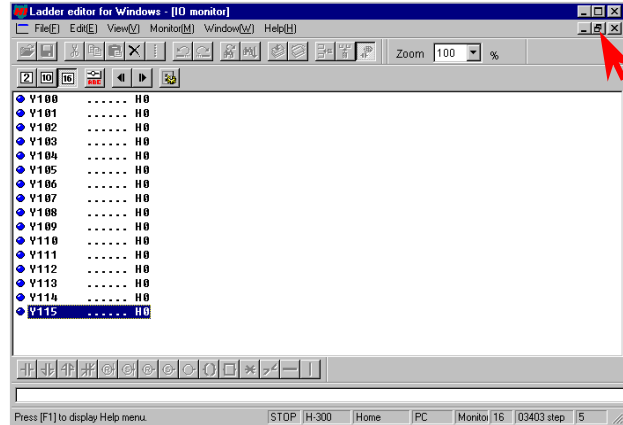 Ladder editor for Windows - [IO monitor]
File(F) Edit(E) View(V) Monitor(M) Window(W) Help(H)
Zoom 100 %
2 10 16 ABE
Y100 ...... H0
Y101 ...... H0
Y102 ...... H0
Y103 ...... H0
Y104 ...... H0
Y105 ...... H0
Y106 ...... H0
Y107 ...... H0
Y108 ...... H0
Y109 ...... H0
Y110 ...... H0
Y111 ...... H0
Y112 ...... H0
Y113 ...... H0
Y114 ...... H0
Y115 ...... H0
Press [F1] to display Help menu. STOP H-300 Home PC Monitor 16 03403 step 5